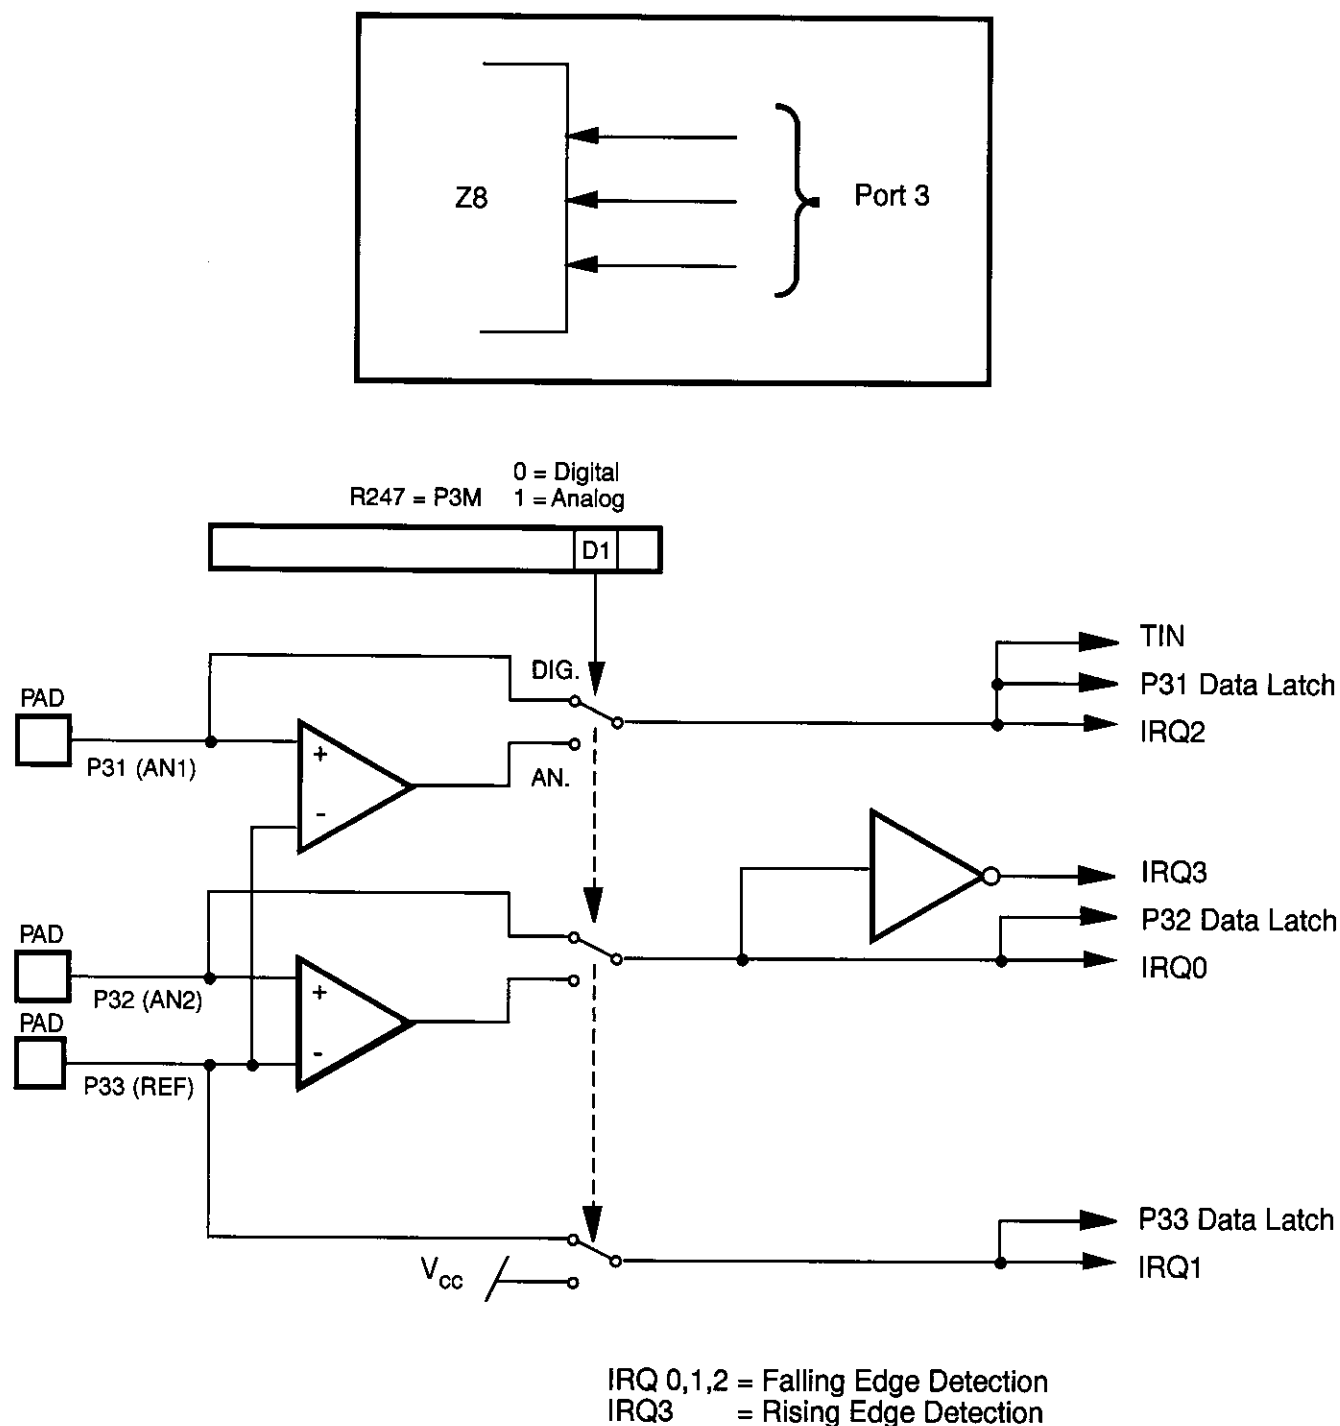 Z8
Port 3
0 = Digital
R247 = P3M 1 = Analog
D1
TIN
DIG.
P31 Data Latch
PAD
IRQ2
P31 (AN1)
+
AN.
-
IRQ3
P32 Data Latch
PAD
IRQ0
P32 (AN2)
+
PAD
-
P33 (REF)
P33 Data Latch
Vcc
IRQ1
IRQ 0,1,2 = Falling Edge Detection
IRQ3 = Rising Edge Detection